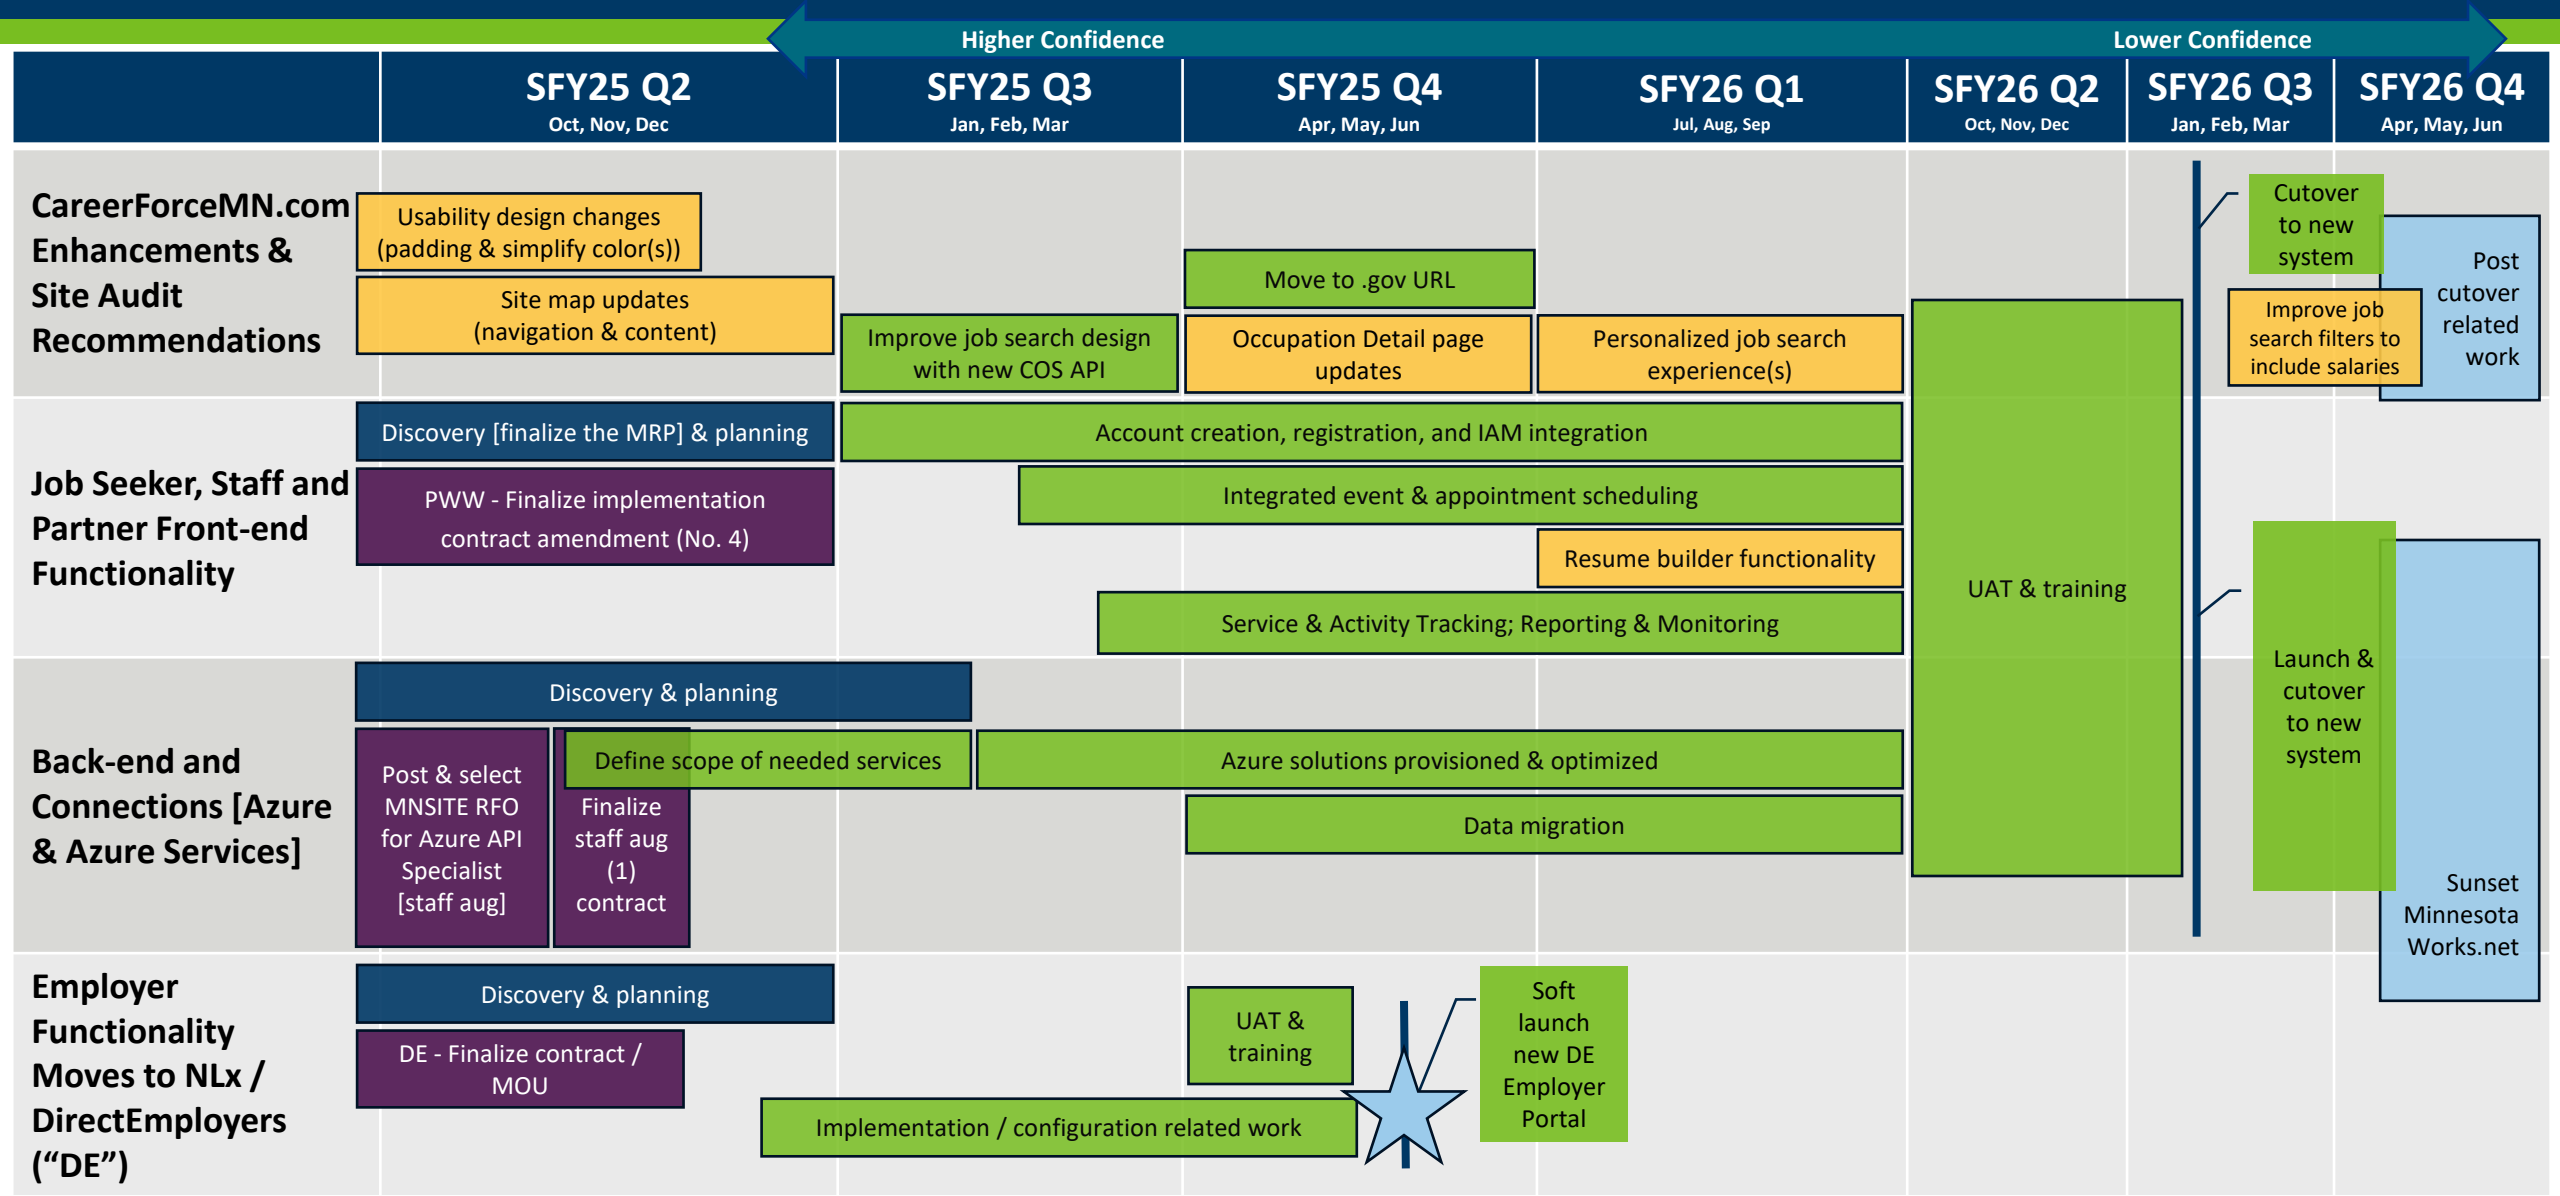 Higher Confidence
Lower Confidence
SFY25 Q2
Oct, Nov, Dec
SFY25 Q3
Jan, Feb, Mar
SFY25 Q4
Apr, May, Jun
SFY26 Q1
Jul, Aug, Sep
SFY26 Q2
Oct, Nov, Dec
SFY26 Q3
Jan, Feb, Mar
SFY26 Q4
Apr, May, Jun
CareerForceMN.com
Enhancements &
Site Audit
Recommendations
Usability design changes
(padding & simplify color(s))
Site map updates
(navigation & content)
Improve job search design
with new COS API
Move to .gov URL
Occupation Detail page
updates
Personalized job search
experience(s)
Cutover
to new
system
Improve job
search filters to
include salaries
Post
cutover
related
work
Job Seeker, Staff and
Partner Front-end
Functionality
Discovery [finalize the MRP] & planning
PWW - Finalize implementation
contract amendment (No. 4)
Account creation, registration, and IAM integration
Integrated event & appointment scheduling
Resume builder functionality
Service & Activity Tracking; Reporting & Monitoring
UAT & training
Launch &
cutover
to new
system
Back-end and
Connections [Azure
& Azure Services]
Discovery & planning
Post & select
MNSITE RFO
for Azure API
Specialist
[staff aug]
Define scope of needed services
Finalize
staff aug
(1)
contract
Azure solutions provisioned & optimized
Data migration
Sunset
Minnesota
Works.net
Employer
Functionality
Moves to NLx /
DirectEmployers
(“DE”)
Discovery & planning
DE - Finalize contract /
MOU
Implementation / configuration related work
UAT &
training
Soft
launch
new DE
Employer
Portal